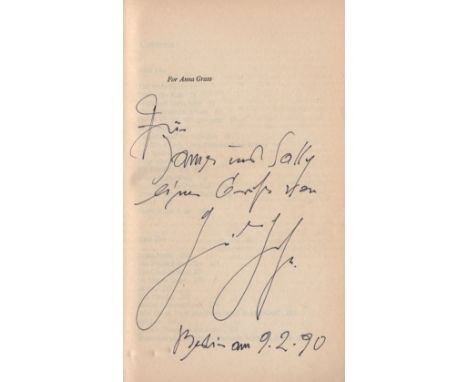 For Anna Grass
Für
James und Sally
einen Gruß von
Berlin am 9.2.90